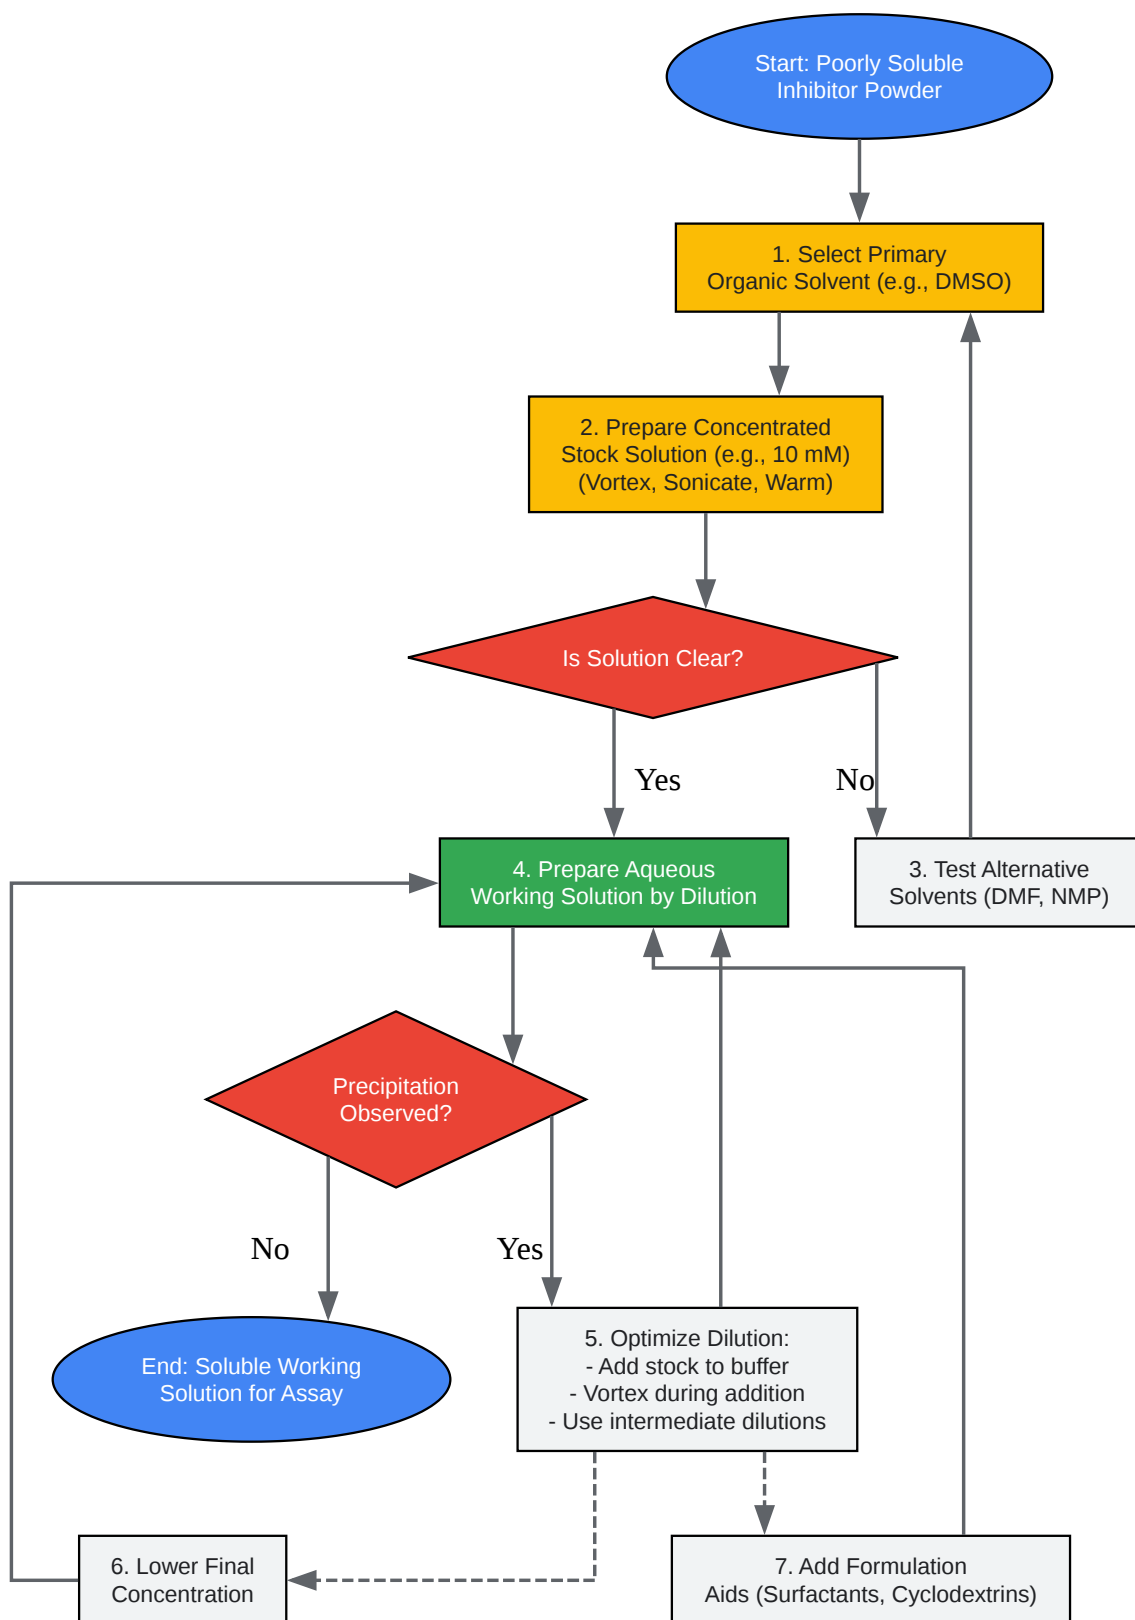 Start: Poorly Soluble
Inhibitor Powder
1. Select Primary
Organic Solvent (e.g., DMSO)
2. Prepare Concentrated
Stock Solution (e.g., 10 mM)
(Vortex, Sonicate, Warm)
Is Solution Clear?
Yes
No
4. Prepare Aqueous
Working Solution by Dilution
3. Test Alternative
Solvents (DMF, NMP)
Precipitation
Observed?
No
Yes
End: Soluble Working
Solution for Assay
5. Optimize Dilution:
- Add stock to buffer
- Vortex during addition
- Use intermediate dilutions
6. Lower Final
Concentration
7. Add Formulation
Aids (Surfactants, Cyclodextrins)